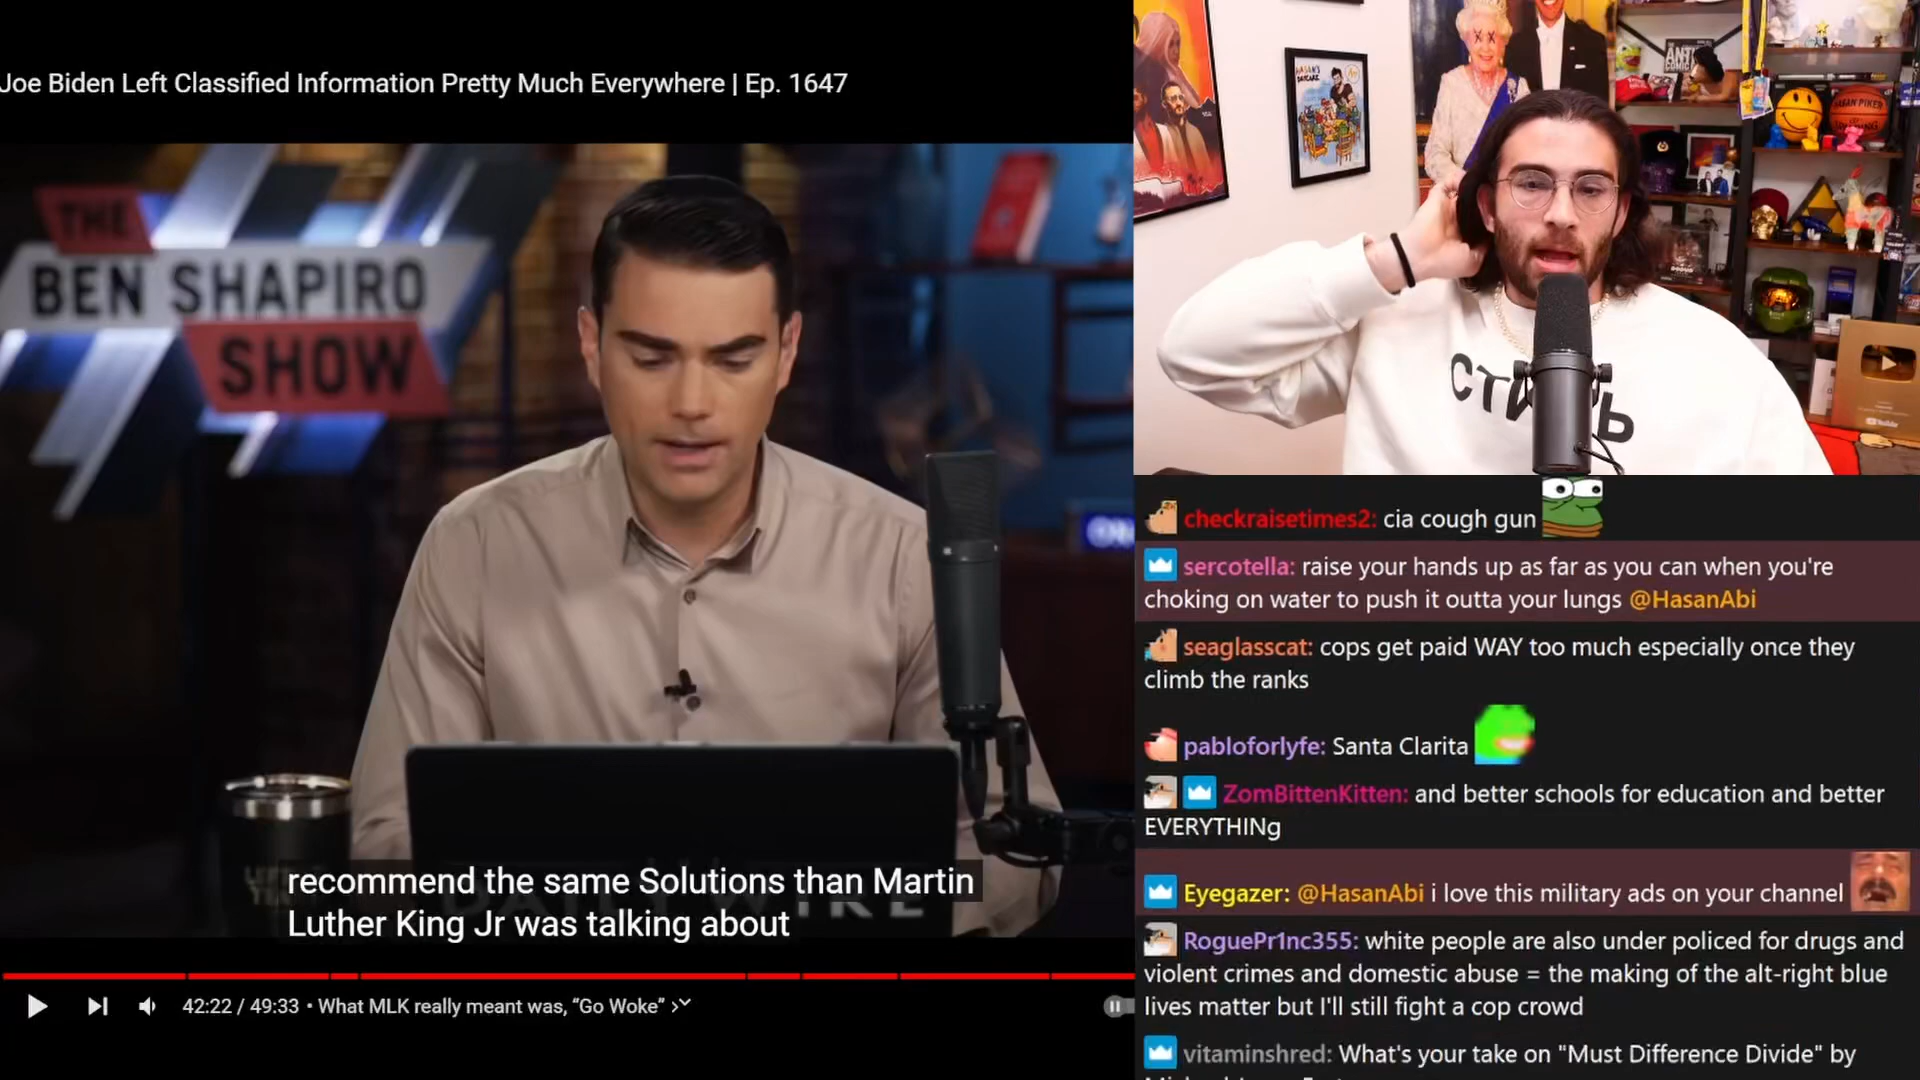 Joe Biden Left Classified Information Pretty Much Everywhere | Ep. 1647
THE
BEN SHAPIRO
SHOW
recommend the same Solutions than Martin
Luther King Jr was talking about
42:22 / 49:33 • What MLK really meant was, “Go Woke”
HASAN PIKER
SPALDING
checkraisetimes2: cia cough gun
sercotella: raise your hands up as far as you can when you're
choking on water to push it outta your lungs @HasanAbi
seaglasscat: cops get paid WAY too much especially once they
climb the ranks
pabloforlyfe: Santa Clarita
ZomBittenKitten: and better schools for education and better
EVERYTHINg
Eyegazer: @HasanAbi i love this military ads on your channel
RoguePr1nc355: white people are also under policed for drugs and
violent crimes and domestic abuse = the making of the alt-right blue
lives matter but I'll still fight a cop crowd
vitaminshred: What's your take on "Must Difference Divide" by